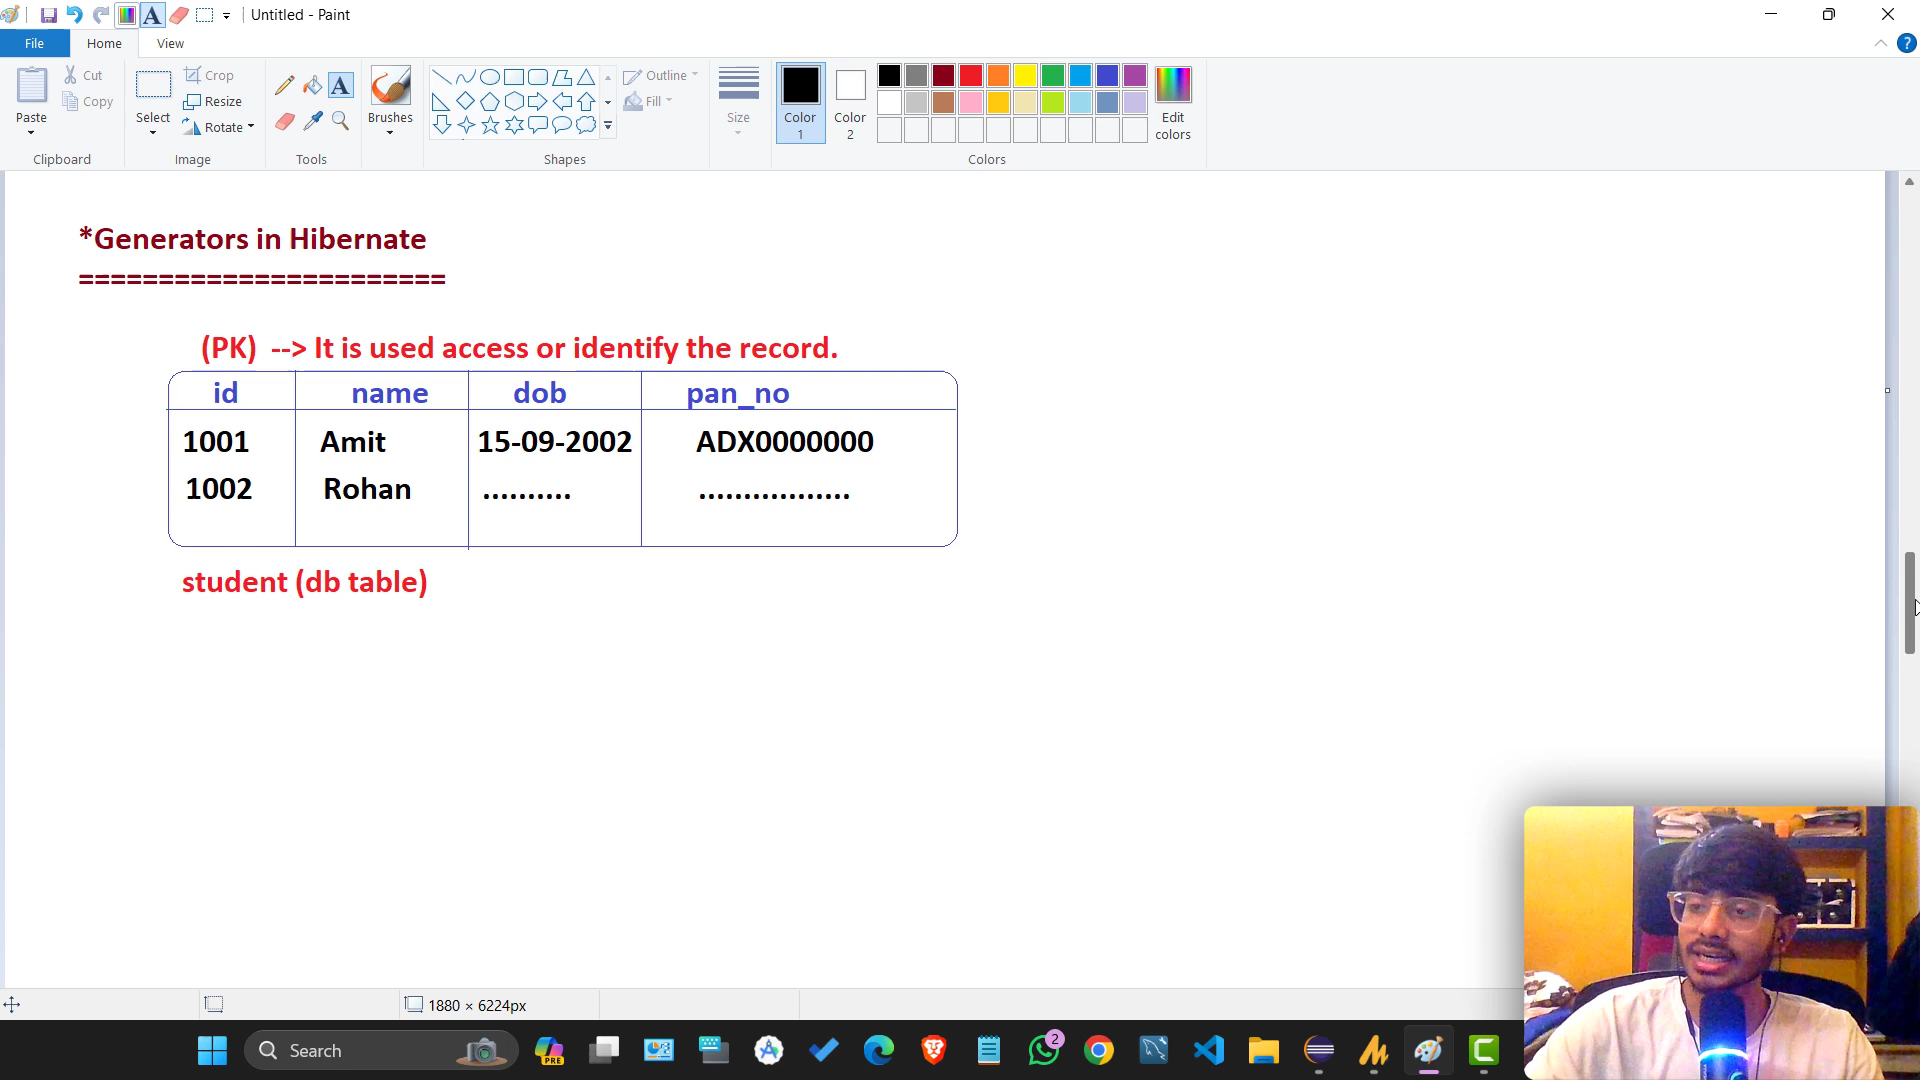 Untitled - Paint
File Home View
Paste
Cut
Copy
Clipboard
Select
Crop
Resize
Rotate
Image
Tools
Brushes
Shapes
Outline
Fill
Size
Color 1
Color 2
Edit colors
Colors
*Generators in Hibernate
=======================
(PK) --> It is used access or identify the record.
id name dob pan_no
1001 Amit 15-09-2002 ADX0000000
1002 Rohan .......... .................
student (db table)
1880 × 6224px
Search
PRE
2